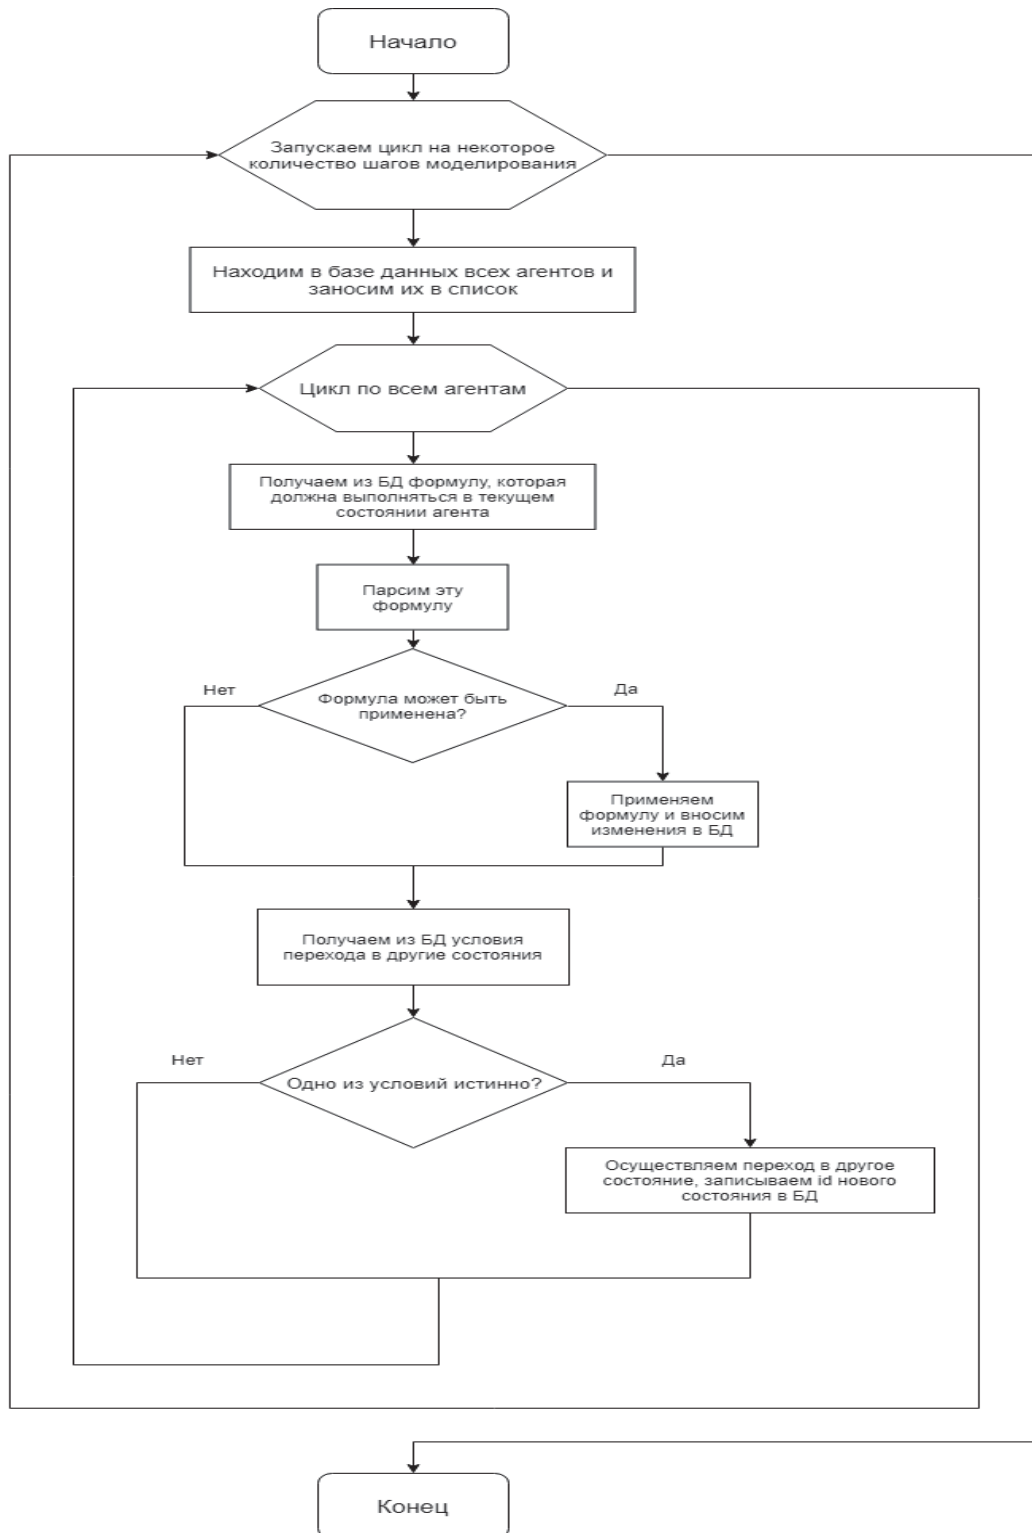 Начало
Запускаем цикл на некоторое
количество шагов моделирования
Находим в базе данных всех агентов и
заносим их в список
Цикл по всем агентам
Получаем из БД формулу, которая
должна выполняться в текущем
состоянии агента
Парсим эту
формулу
Нет
Да
Формула может быть
применена?
Применяем
формулу и вносим
изменения в БД
Получаем из БД условия
перехода в другие состояния
Нет
Да
Одно из условий истинно?
Осуществляем переход в другое
состояние, записываем id нового
состояния в БД
Конец